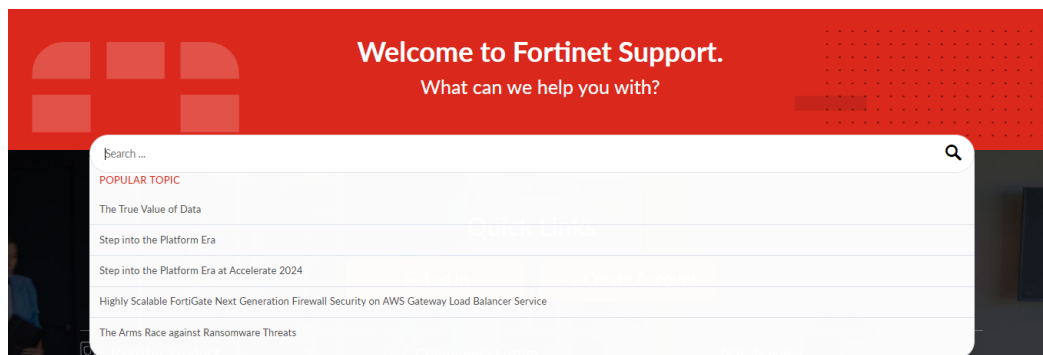 Welcome to Fortinet Support.
What can we help you with?
Search ...
POPULAR TOPIC
The True Value of Data
Quick Links
Step into the Platform Era
Step into the Platform Era at Accelerate 2024
Highly Scalable FortiGate Next Generation Firewall Security on AWS Gateway Load Balancer Service
The Arms Race against Ransomware Threats